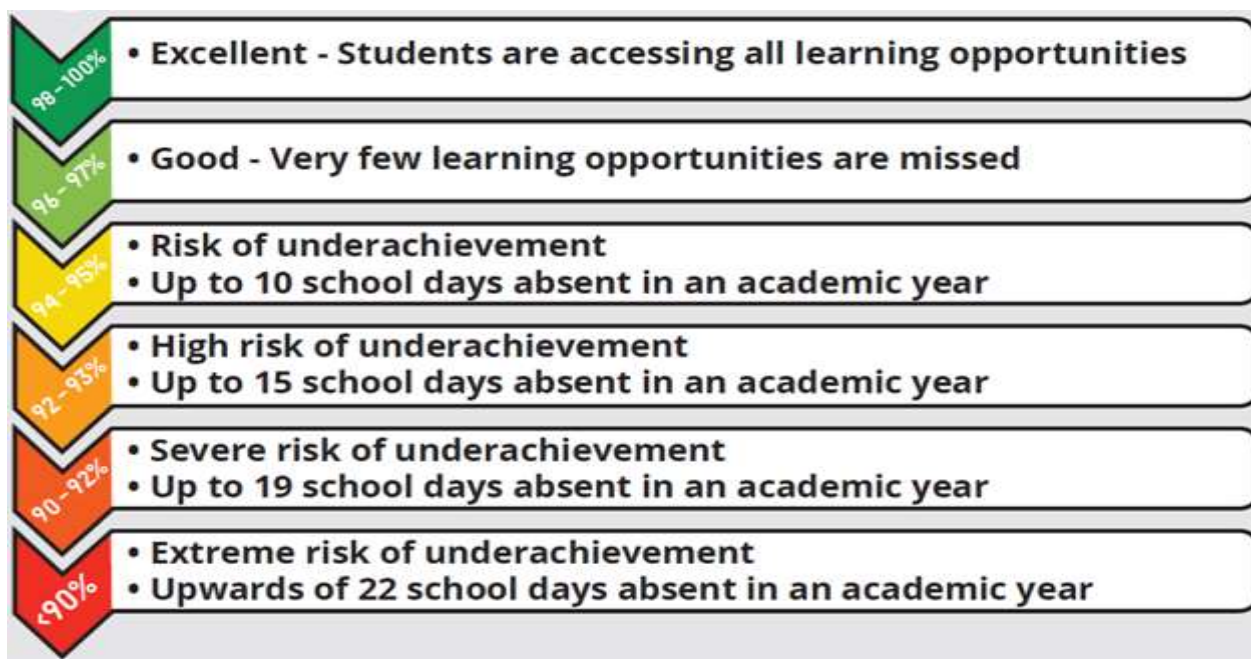 98 - 100%
• Excellent - Students are accessing all learning opportunities
96 - 97%
• Good - Very few learning opportunities are missed
94 - 95%
• Risk of underachievement
• Up to 10 school days absent in an academic year
92 - 93%
• High risk of underachievement
• Up to 15 school days absent in an academic year
90 - 92%
• Severe risk of underachievement
• Up to 19 school days absent in an academic year
<90%
• Extreme risk of underachievement
• Upwards of 22 school days absent in an academic year